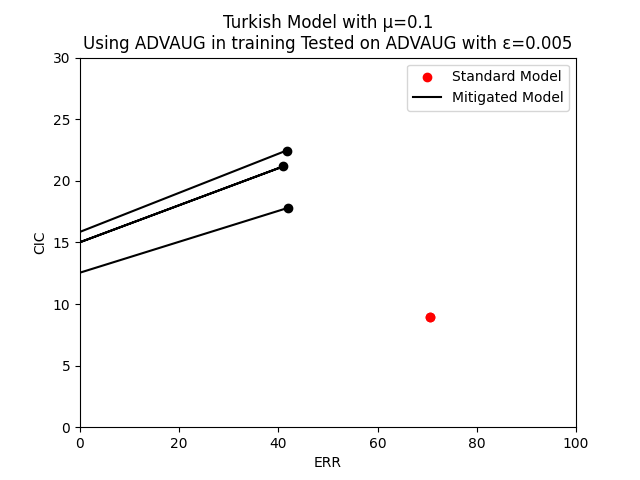 Turkish Model with μ=0.1
Using ADVAUG in training Tested on ADVAUG with ε=0.005
30
25
20
15
10
5
0
CIC
Standard Model
Mitigated Model
0 20 40 60 80 100
ERR